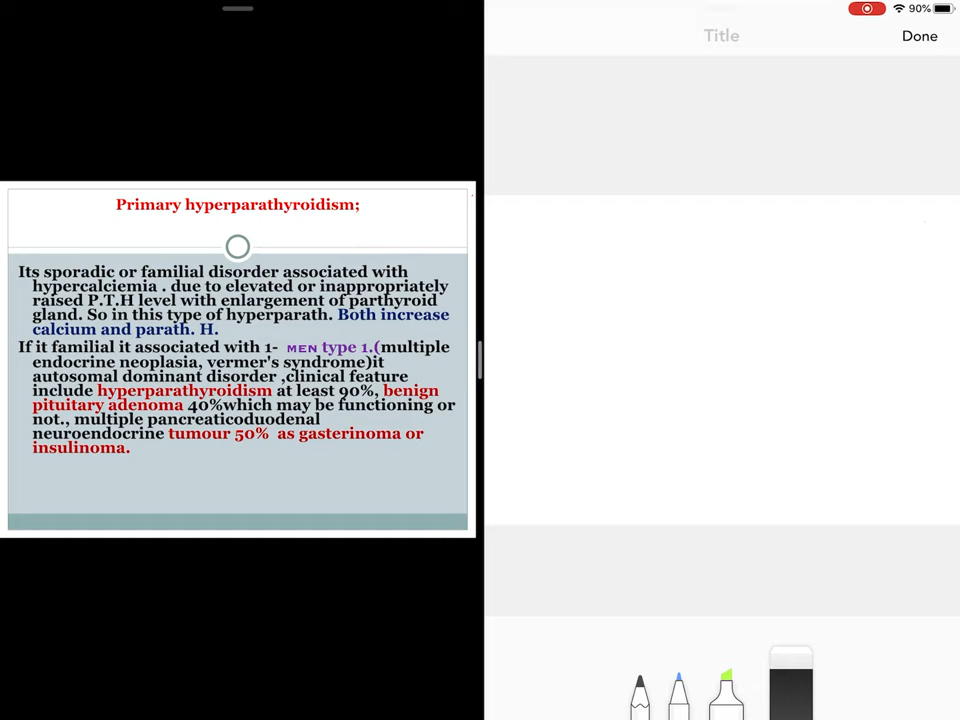 90%
Title
Done
Primary hyperparathyroidism;
Its sporadic or familial disorder associated with
hypercalciemia . due to elevated or inappropriately
raised P.T.H level with enlargement of parthyroid
gland. So in this type of hyperparath. Both increase
calcium and parath. H.
If it familial it associated with 1- MEN type 1.(multiple
endocrine neoplasia, vermer's syndrome)it
autosomal dominant disorder ,clinical feature
include hyperparathyroidism at least 90%, benign
pituitary adenoma 40%which may be functioning or
not., multiple pancreaticoduodenal
neuroendocrine tumour 50% as gasterinoma or
insulinoma.